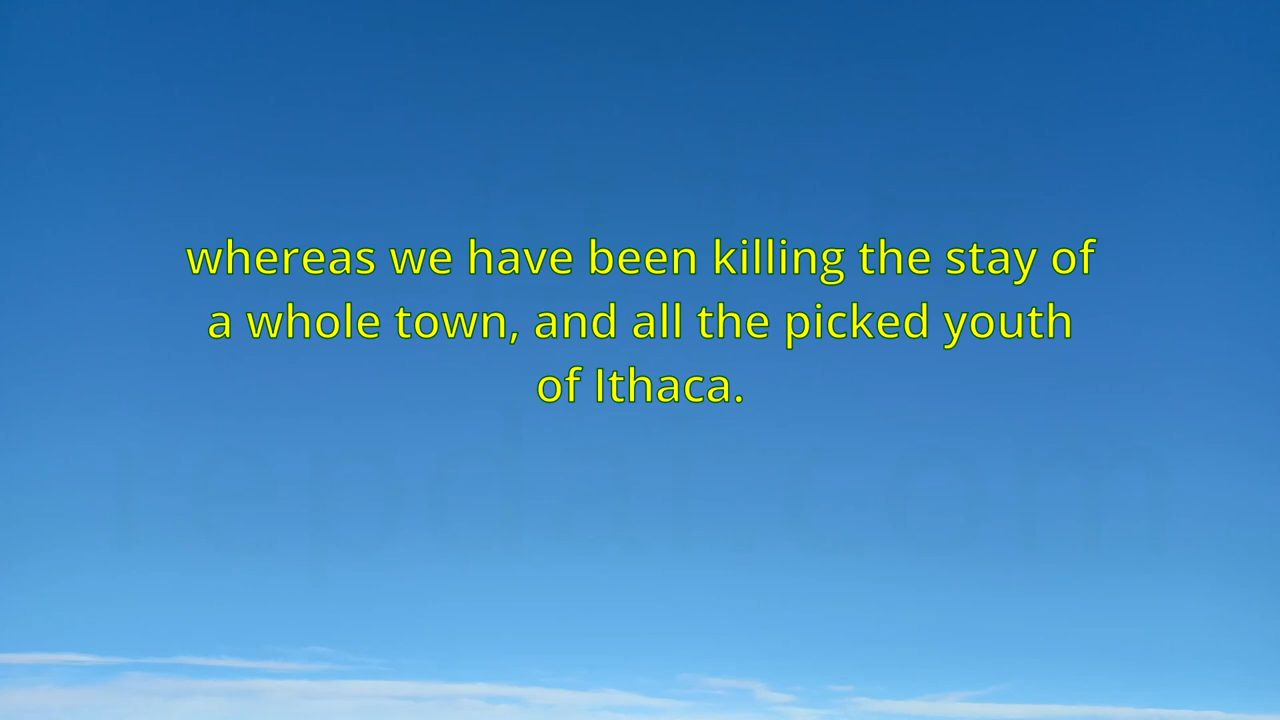 whereas we have been killing the stay of
a whole town, and all the picked youth
of Ithaca.